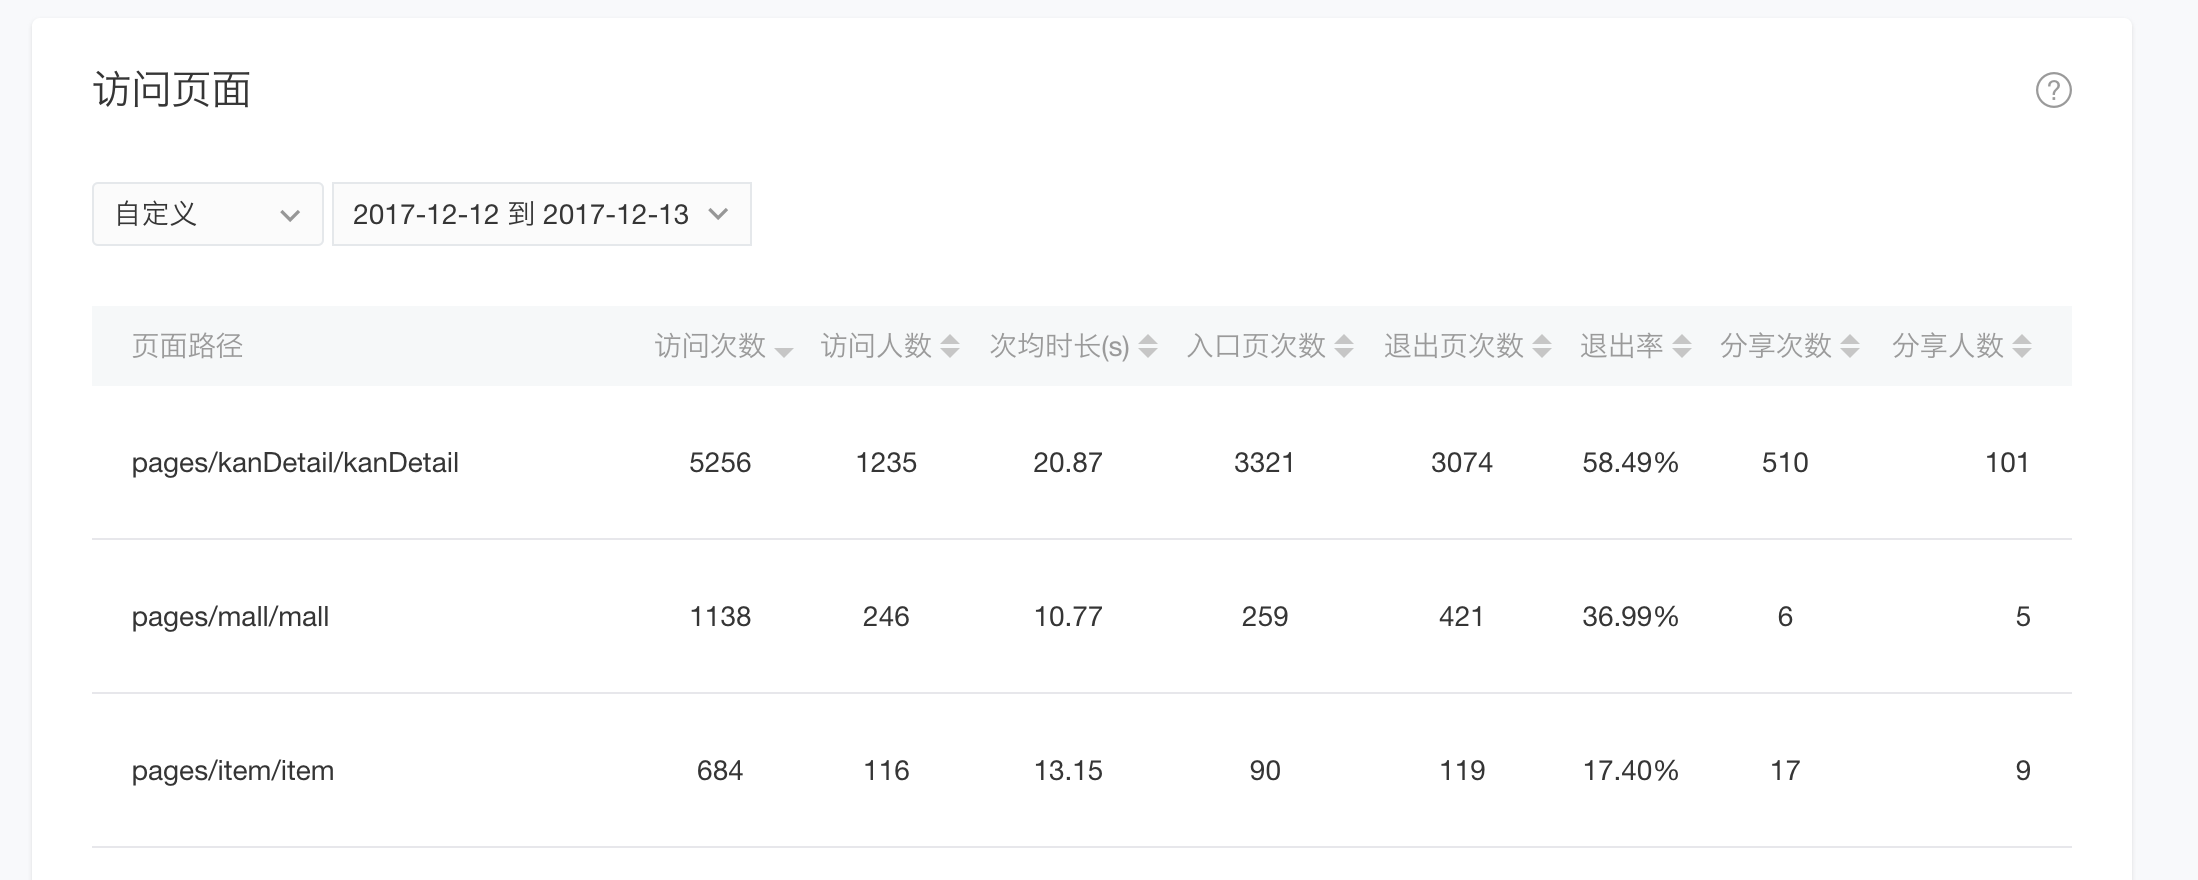 访问页面
?
自定义 2017-12-12 到 2017-12-13
页面路径 访问次数 访问人数 次均时长(s) 入口页次数 退出页次数 退出率 分享次数 分享人数
pages/kanDetail/kanDetail 5256 1235 20.87 3321 3074 58.49% 510 101
pages/mall/mall 1138 246 10.77 259 421 36.99% 6 5
pages/item/item 684 116 13.15 90 119 17.40% 17 9